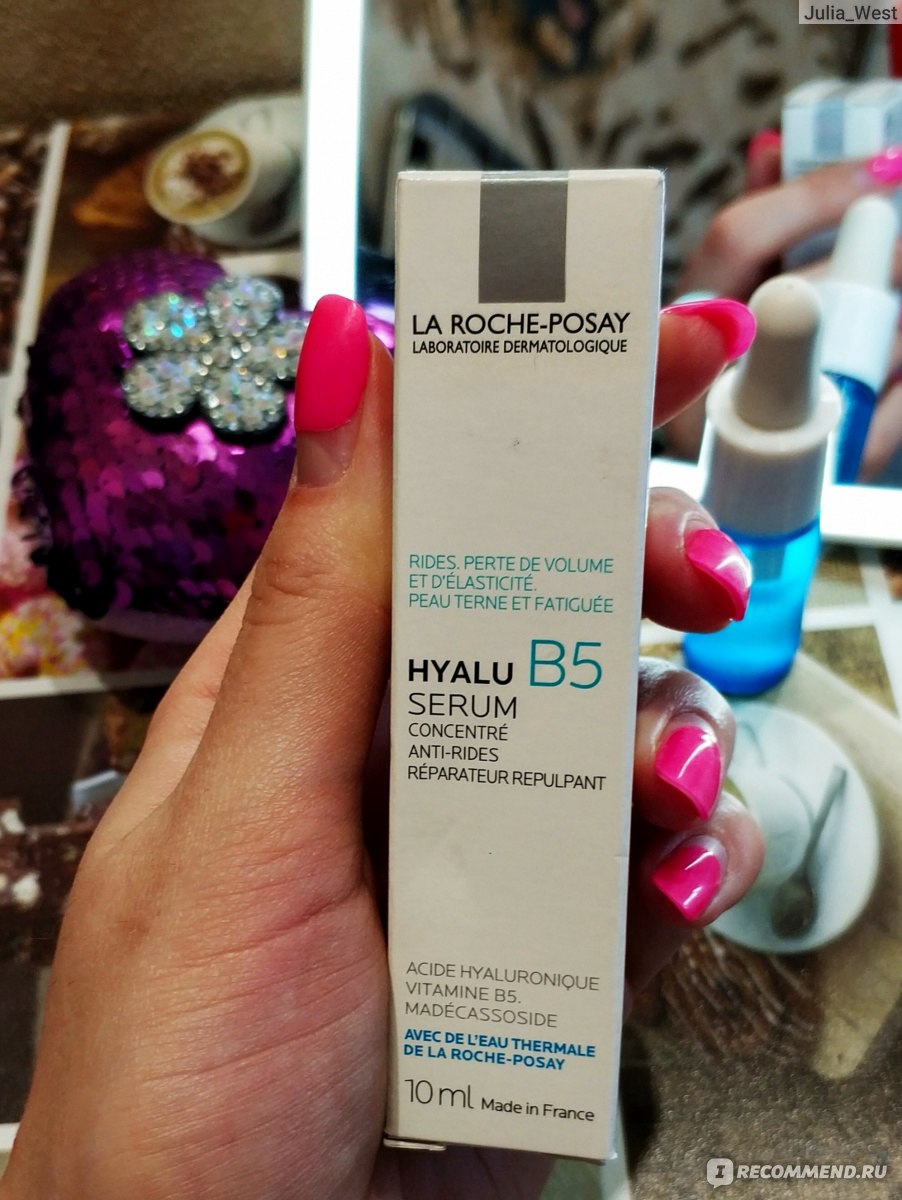 Julia_West
LA ROCHE-POSAY
LABORATOIRE DERMATOLOGIQUE
RIDES. PERTE DE VOLUME
ET D'ÉLASTICITÉ.
PEAU TERNE ET FATIGUÉE
HYALU B5
SERUM
CONCENTRÉ
ANTI-RIDES
RÉPARATEUR REPULPANT
ACIDE HYALURONIQUE
VITAMINE B5.
MADÉCASSOSIDE
AVEC DE L'EAU THERMALE
DE LA ROCHE-POSAY
10 ml Made in France
IRECOMMEND.RU